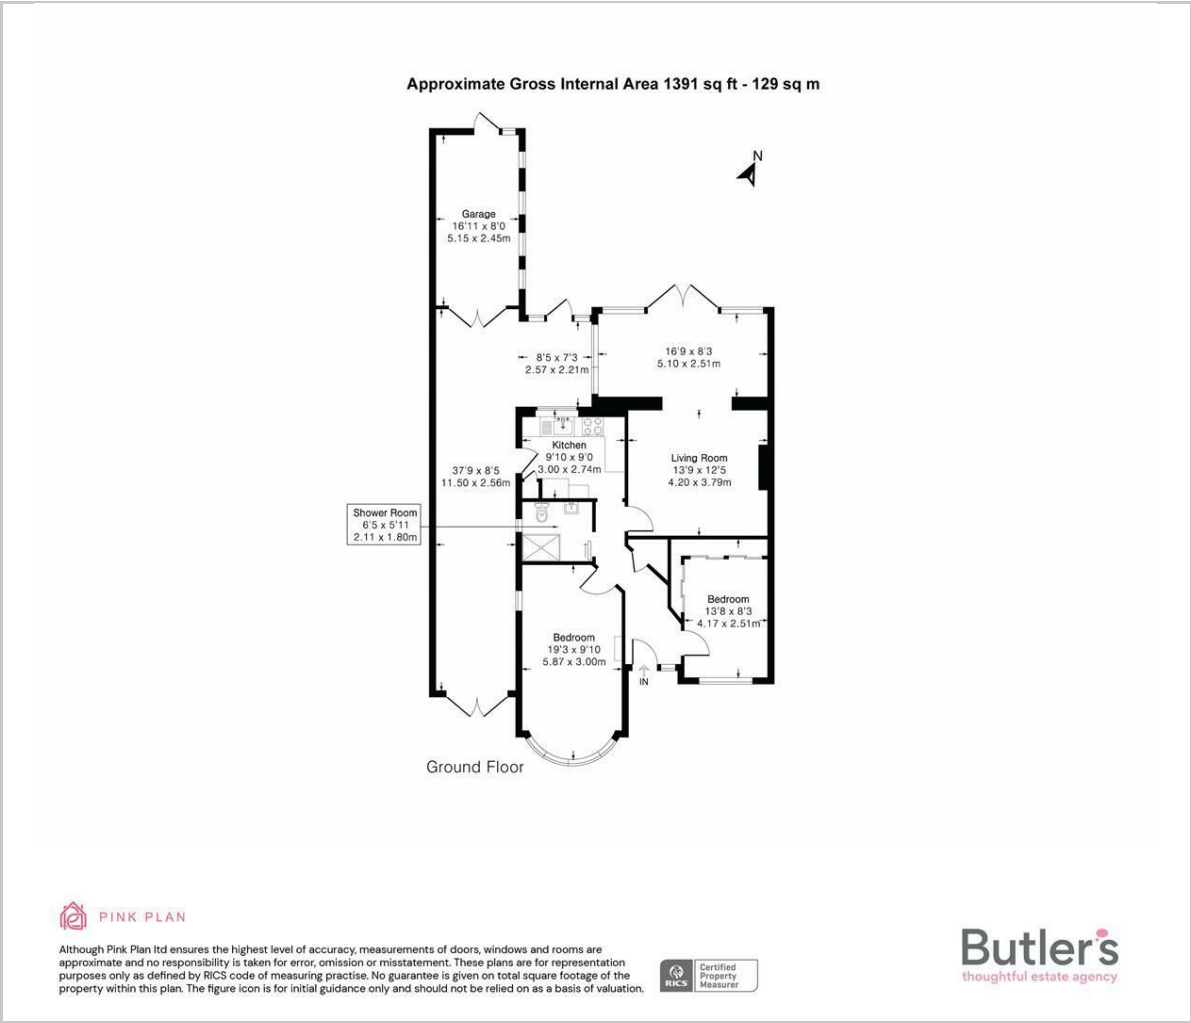 Approximate Gross Internal Area 1391 sq ft - 129 sq m
N
Garage
16'11 x 8'0
5.15 x 2.45m
8'5 x 7'3
2.57 x 2.21m
16'9 x 8'3
5.10 x 2.51m
Kitchen
9'10 x 9'0
3.00 x 2.74m
Living Room
13'9 x 12'5
4.20 x 3.79m
37'9 x 8'5
11.50 x 2.56m
Shower Room
6'5 x 5'11
2.11 x 1.80m
Bedroom
13'8 x 8'3
4.17 x 2.51m
Bedroom
19'3 x 9'10
5.87 x 3.00m
IN
Ground Floor
PINK PLAN
Although Pink Plan ltd ensures the highest level of accuracy, measurements of doors, windows and rooms are
approximate and no responsibility is taken for error, omission or misstatement. These plans are for representation
purposes only as defined by RICS code of measuring practise. No guarantee is given on total square footage of the
property within this plan. The figure icon is for initial guidance only and should not be relied on as a basis of valuation.
RICS
Certified
Property
Measurer
Butler's
thoughtful estate agency